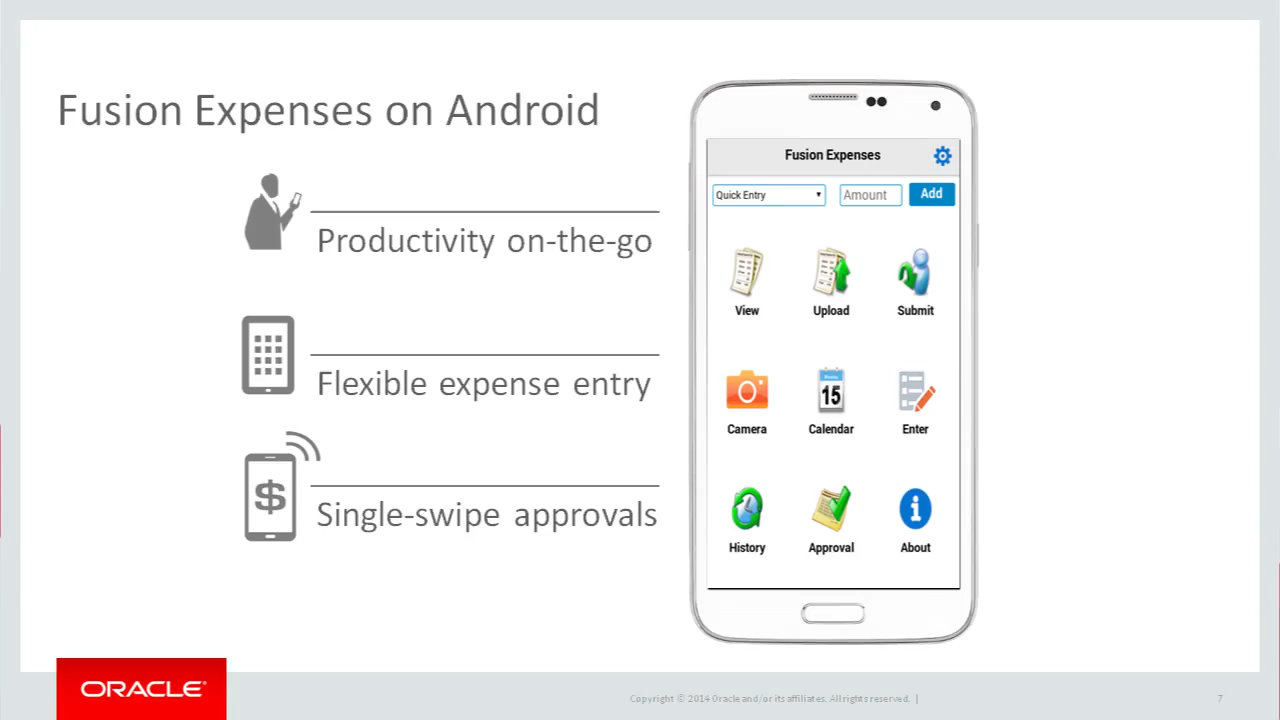 Fusion Expenses on Android
Productivity on-the-go
Flexible expense entry
$
Single-swipe approvals
Fusion Expenses
Quick Entry
Amount
Add
View
Upload
Submit
15
Camera
Calendar
Enter
History
Approval
About
ORACLE®
Copyright © 2014 Oracle and/or its affiliates. All rights reserved. |
7